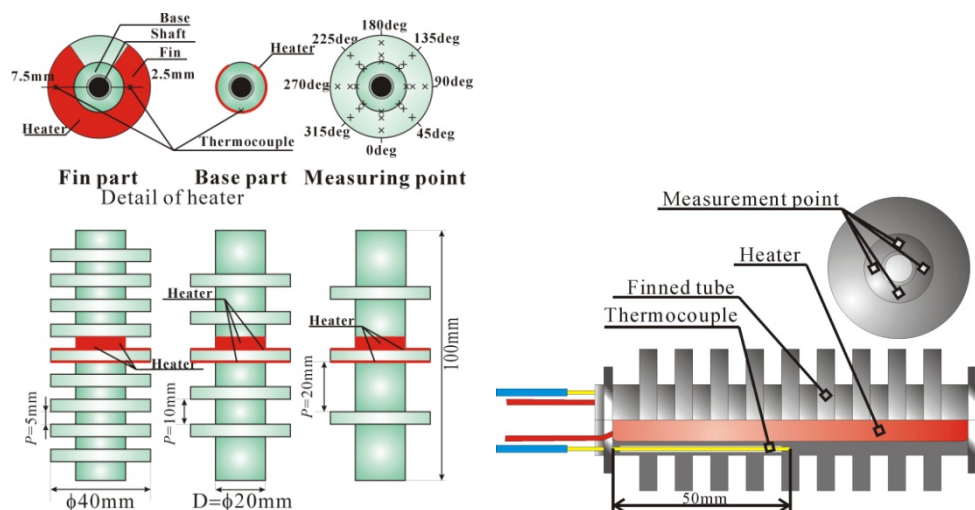 Base
Shaft
Fin
7.5mm
2.5mm
Heater
Heater
Thermocouple
180deg
225deg
135deg
270deg
90deg
315deg
45deg
0deg
Fin part
Base part
Measuring point
Detail of heater
Heater
Heater
Heater
P=5mm
P=10mm
P=20mm
100mm
ϕ40mm
D=ϕ20mm
Measurement point
Heater
Finned tube
Thermocouple
50mm